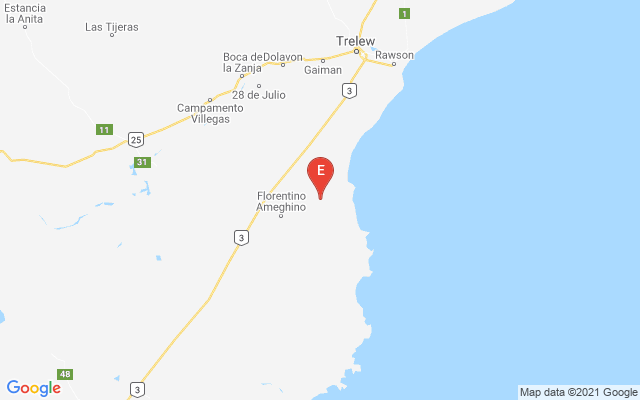 Estancia
la Anita
Las Tijeras
1
Trelew
Rawson
Boca de
la Zanja
Dolavon
Gaiman
28 de Julio
3
Campamento
Villegas
11
25
31
E
Florentino
Ameghino
3
48
3
Google
Map data ©2021 Google